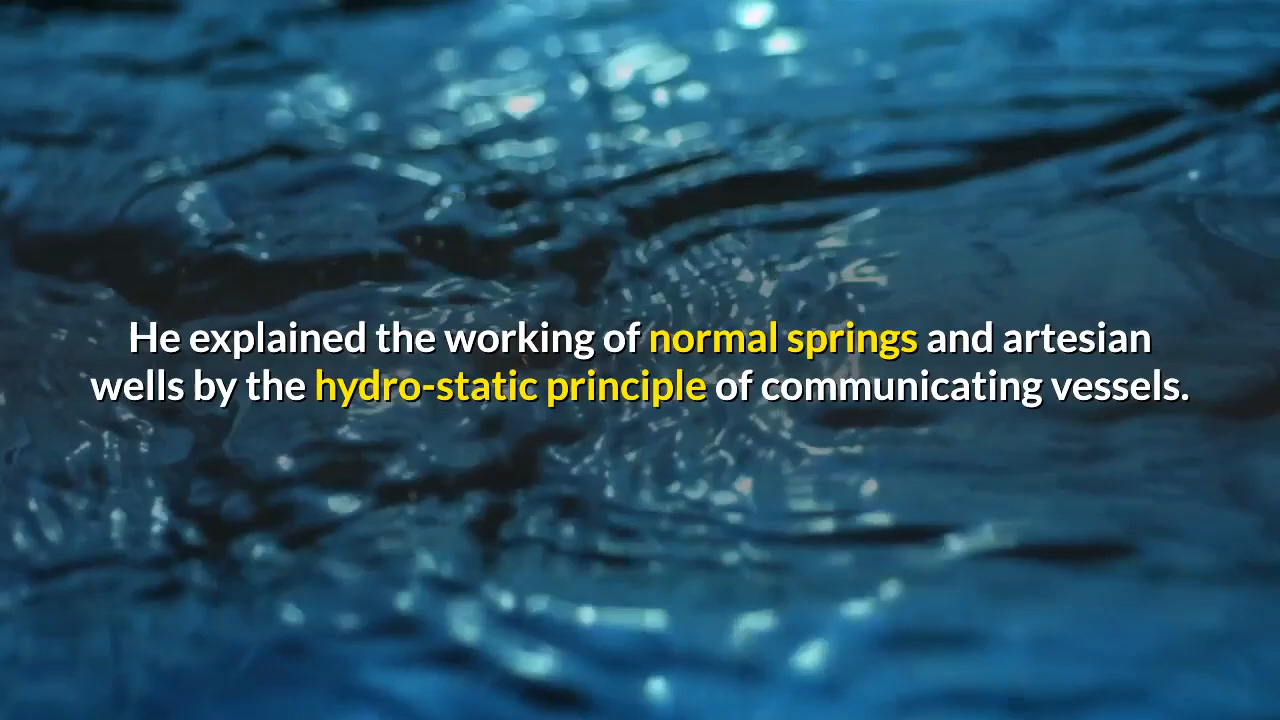 He explained the working of normal springs and artesian
wells by the hydro-static principle of communicating vessels.